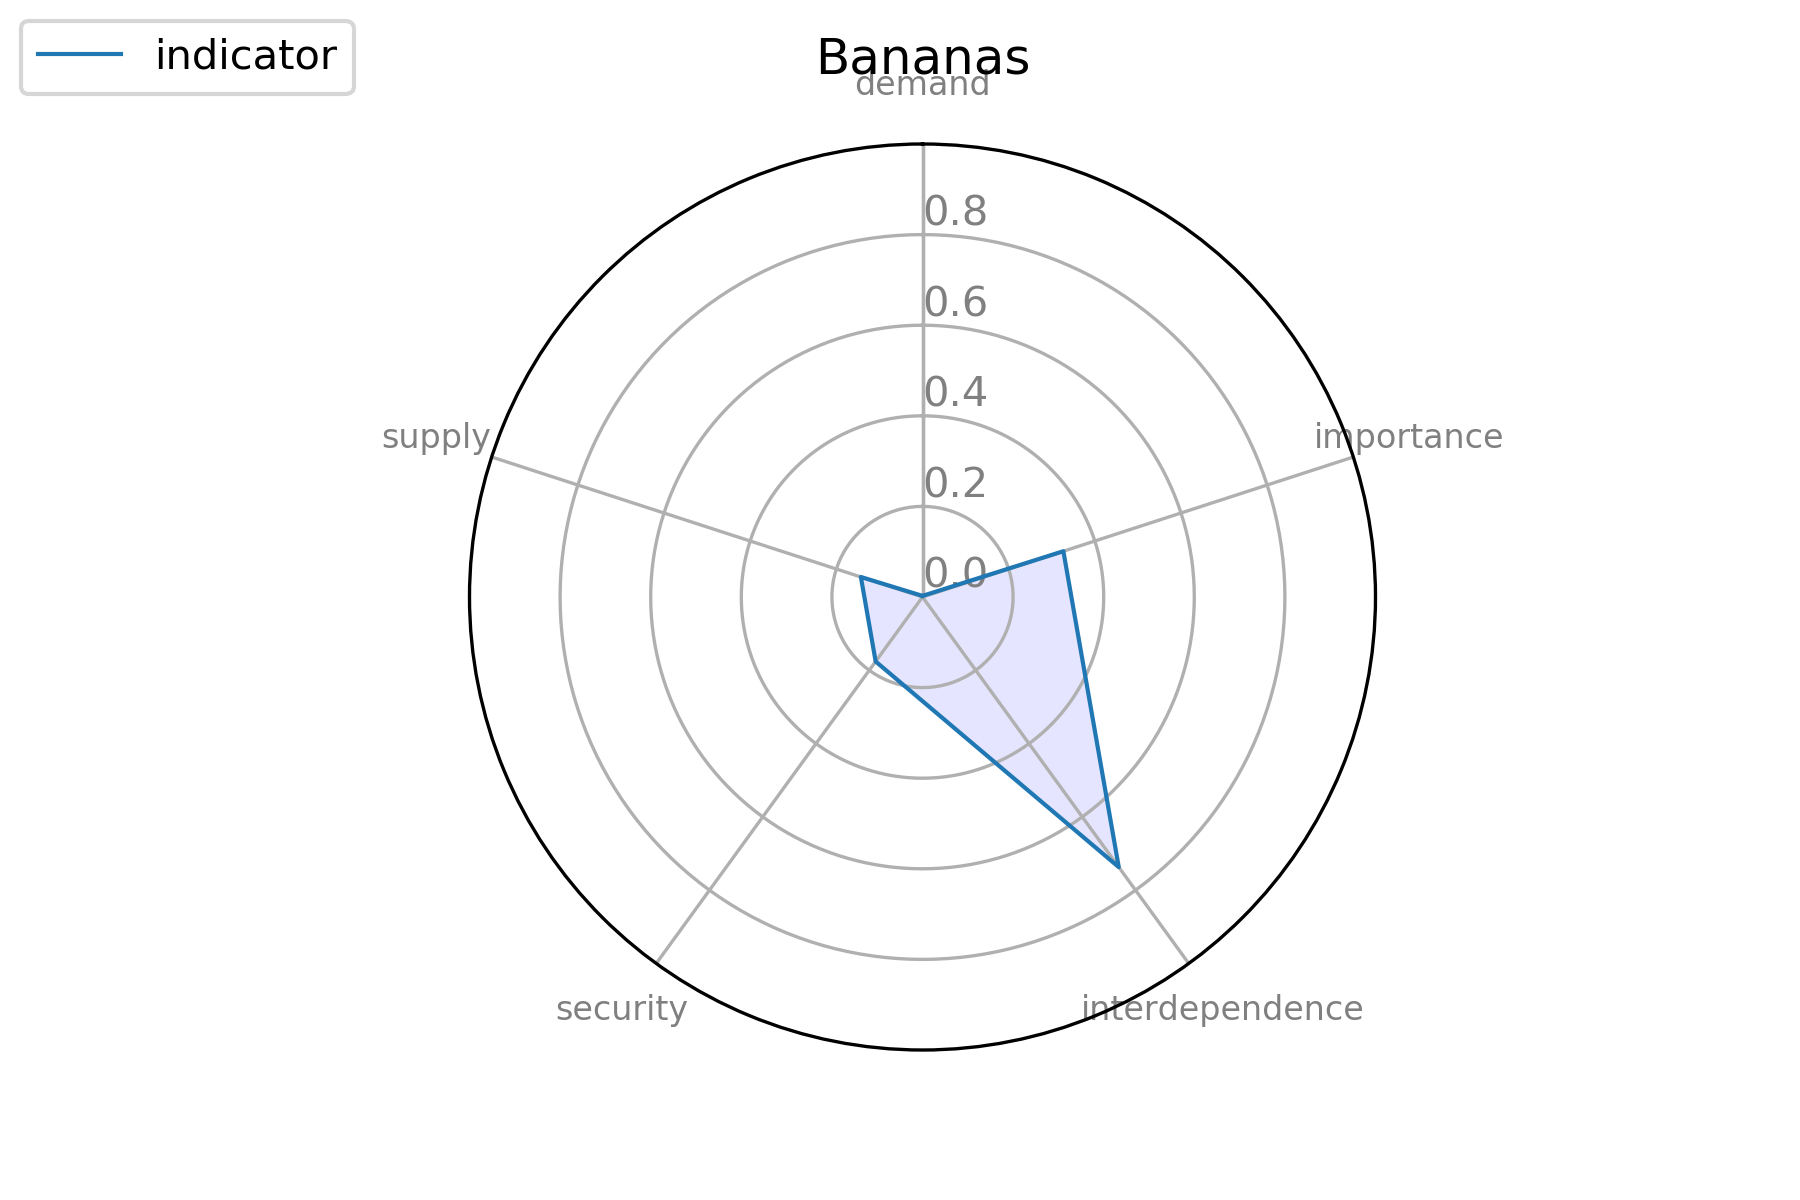 indicator
Bananas
demand
0.8
0.6
0.4
supply
importance
0.2
0.0
security
interdependence